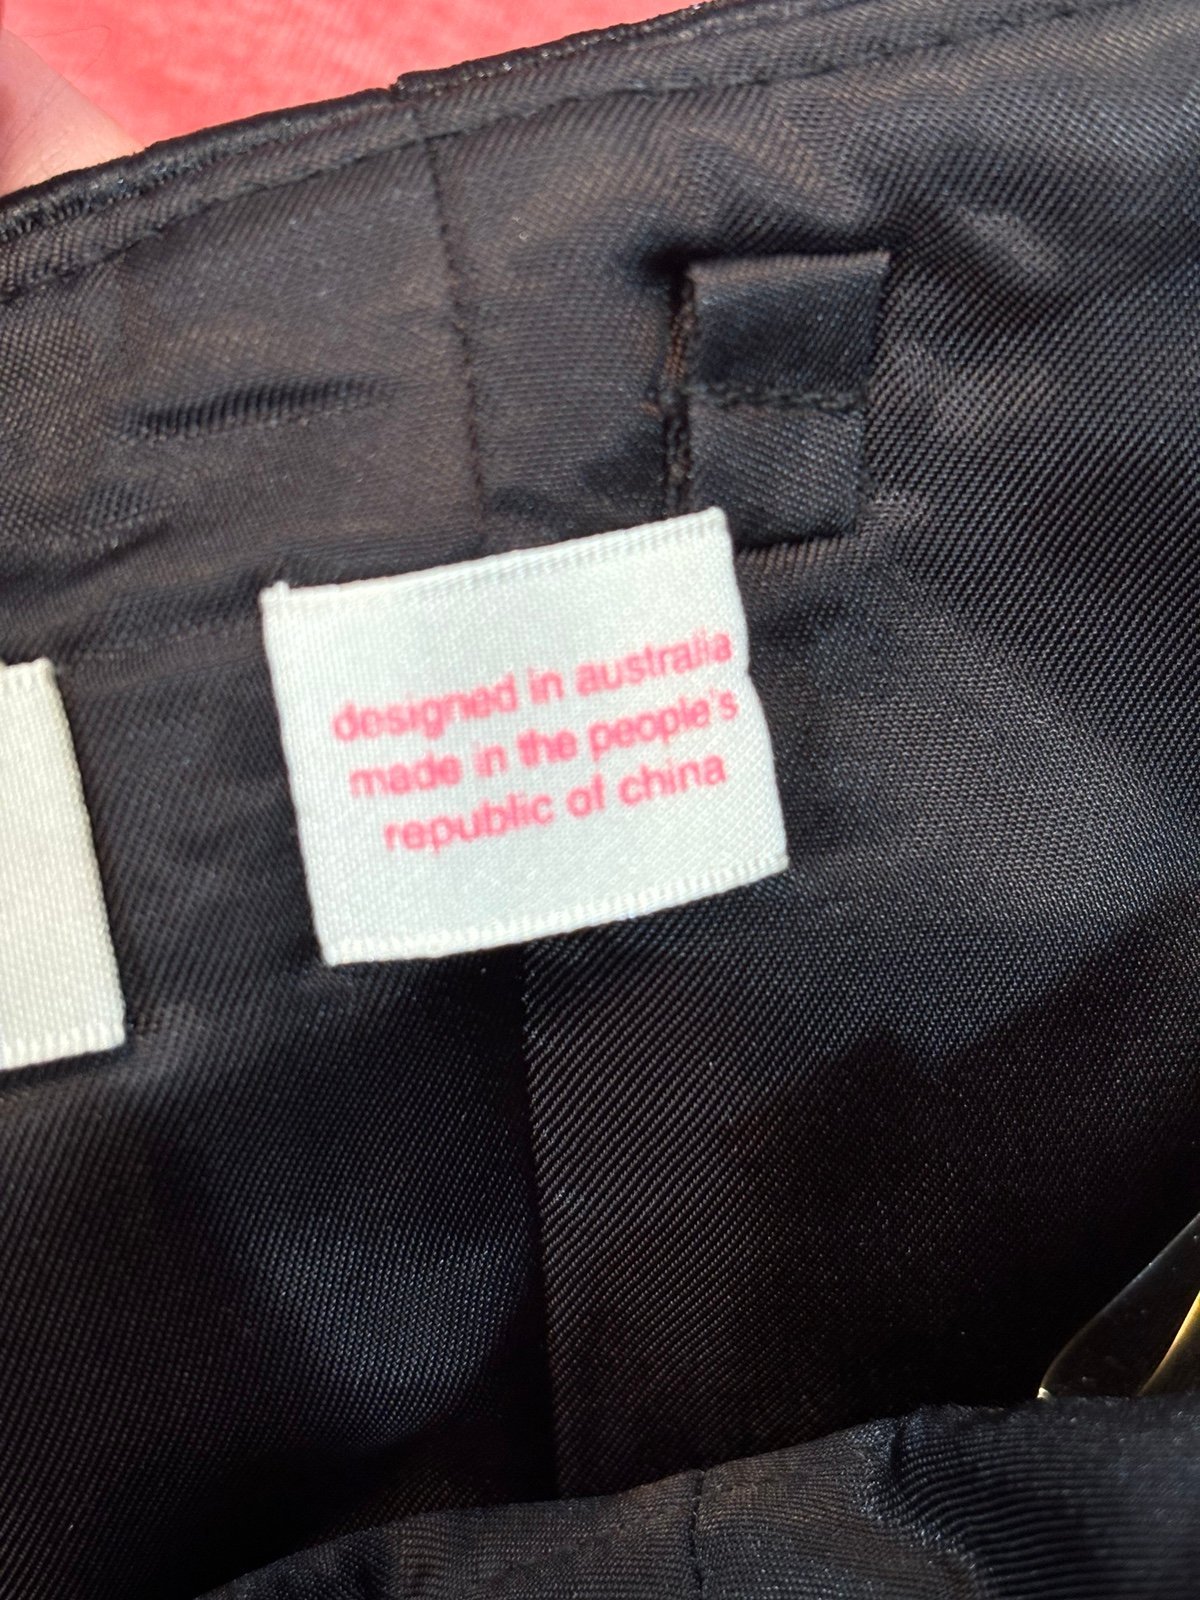 designed in australia
made in the people's
republic of china